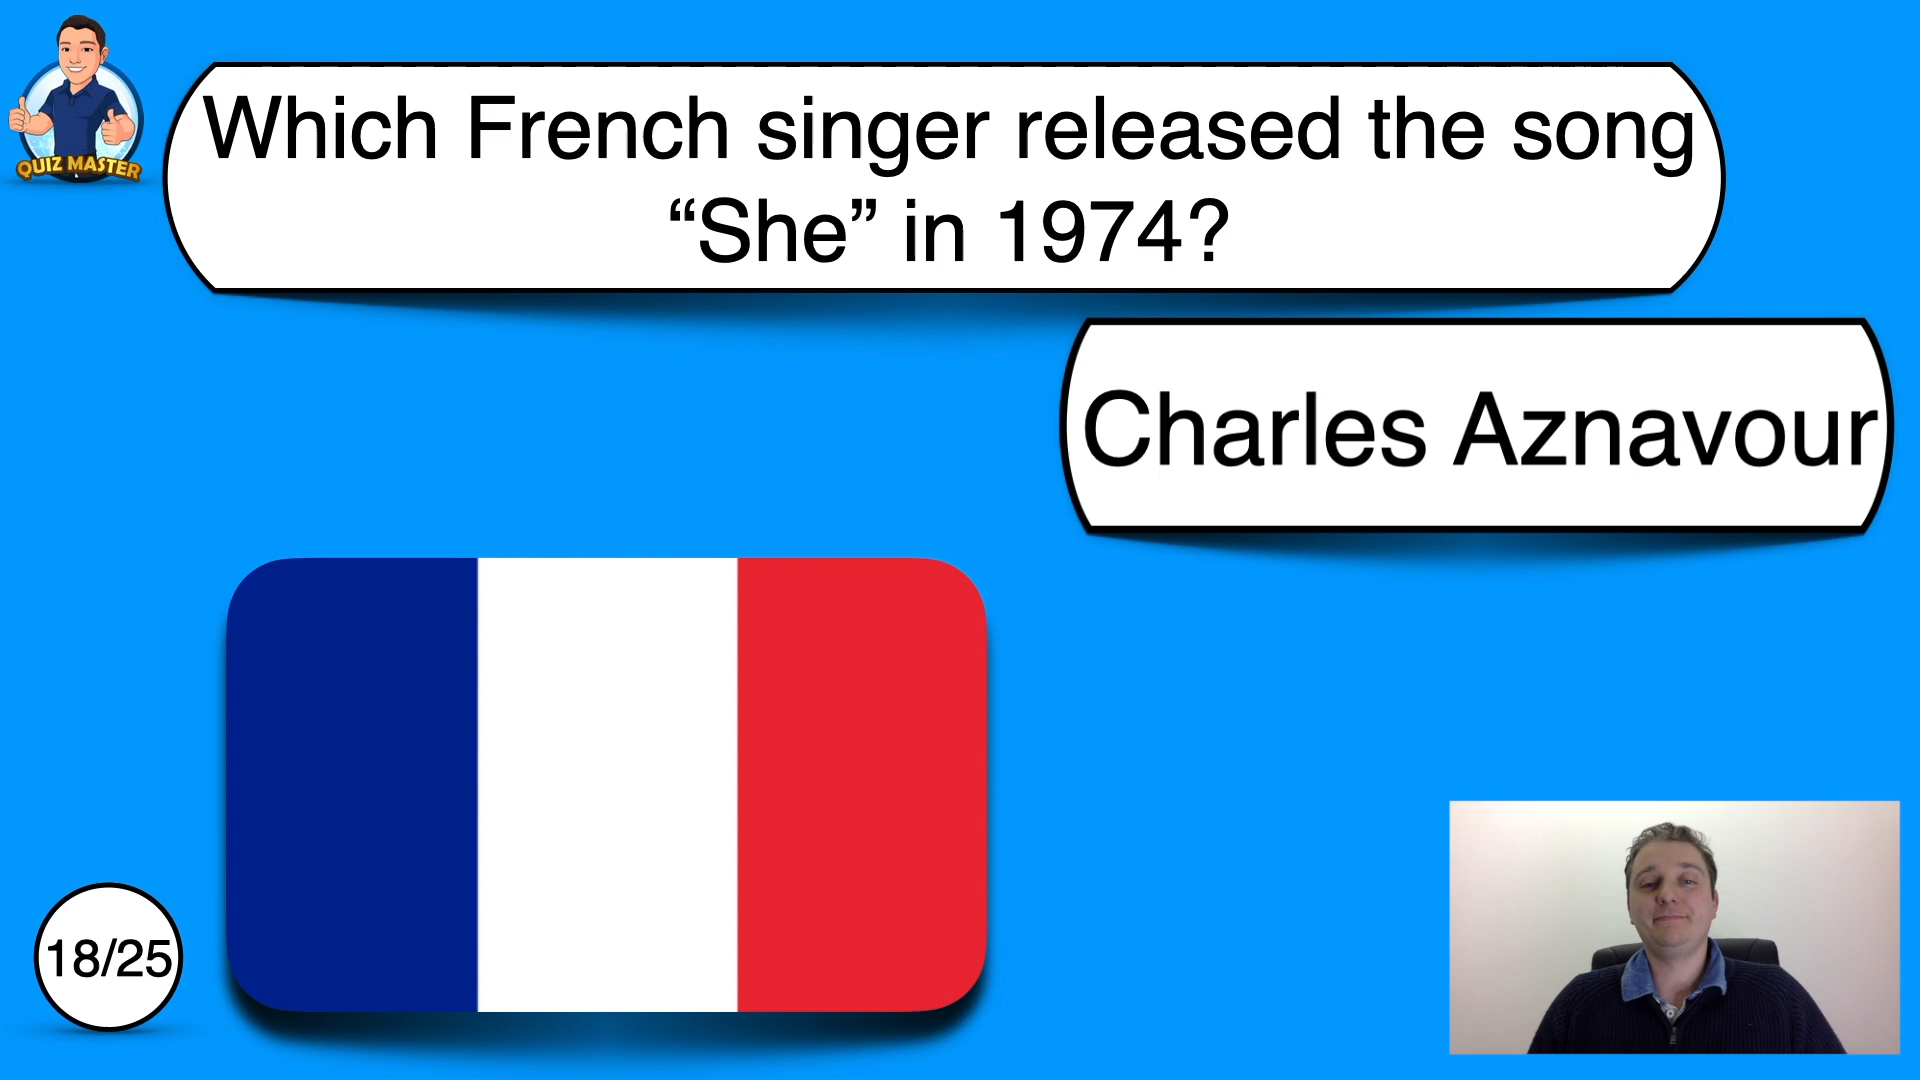 QUIZ MASTER
Which French singer released the song
“She” in 1974?
Charles Aznavour
18/25